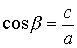 cos β = c/a